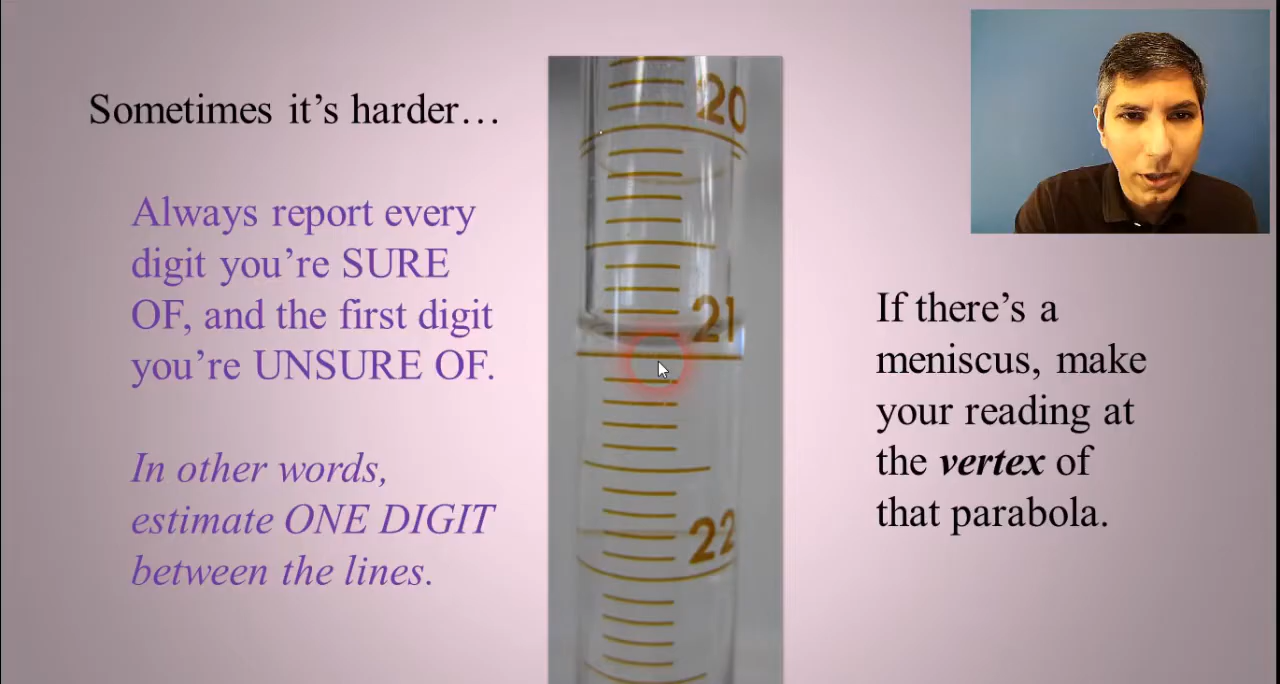 Sometimes it’s harder…
Always report every
digit you’re SURE
OF, and the first digit
you’re UNSURE OF.
In other words,
estimate ONE DIGIT
between the lines.
20
21
22
If there’s a
meniscus, make
your reading at
the vertex of
that parabola.